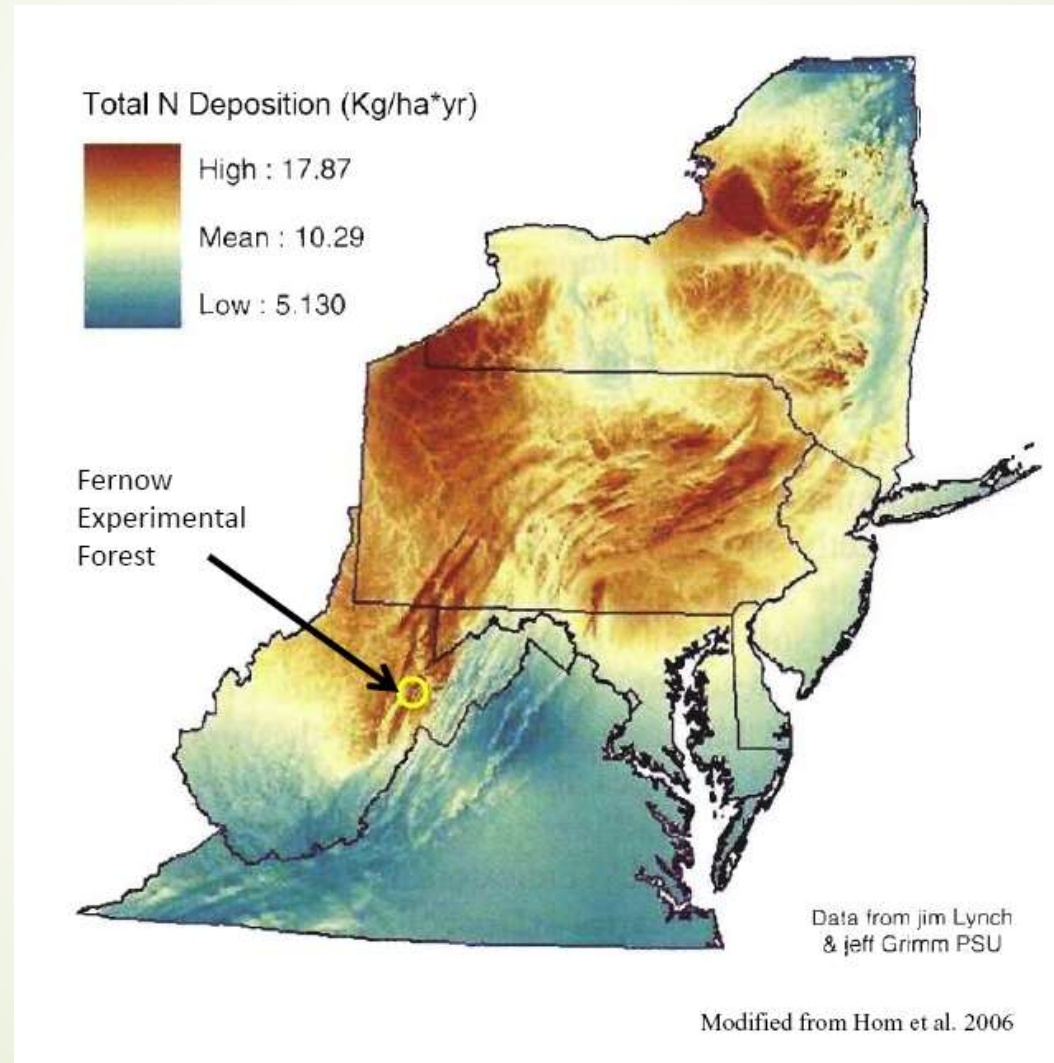 Total N Deposition (Kg/ha*yr)
High : 17.87
Mean : 10.29
Low : 5.130
Fernow
Experimental
Forest
Data from jim Lynch
& jeff Grimm PSU
Modified from Hom et al. 2006